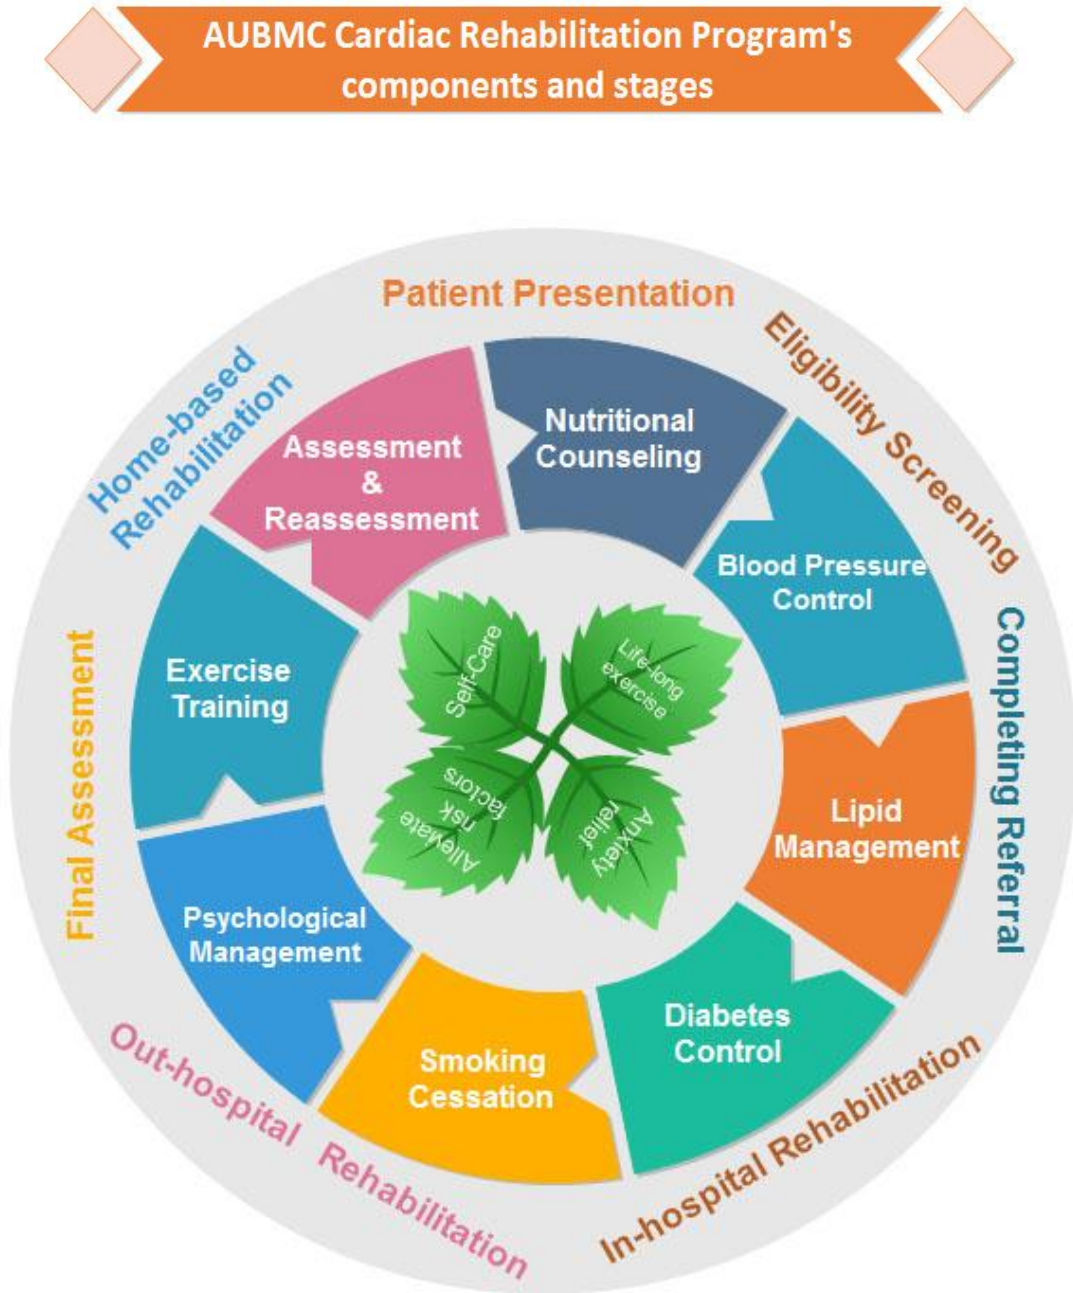 AUBMC Cardiac Rehabilitation Program's
components and stages
Patient Presentation
Eligibility Screening
Completing Referral
In-hospital Rehabilitation
Out-hospital Rehabilitation
Final Assessment
Home-based
Rehabilitation
Nutritional
Counseling
Blood Pressure
Control
Lipid
Management
Diabetes
Control
Smoking
Cessation
Psychological
Management
Exercise
Training
Assessment
&
Reassessment
Self-Care
Life-long
exercise
Anxiety
relief
Alleviate
risk
factors